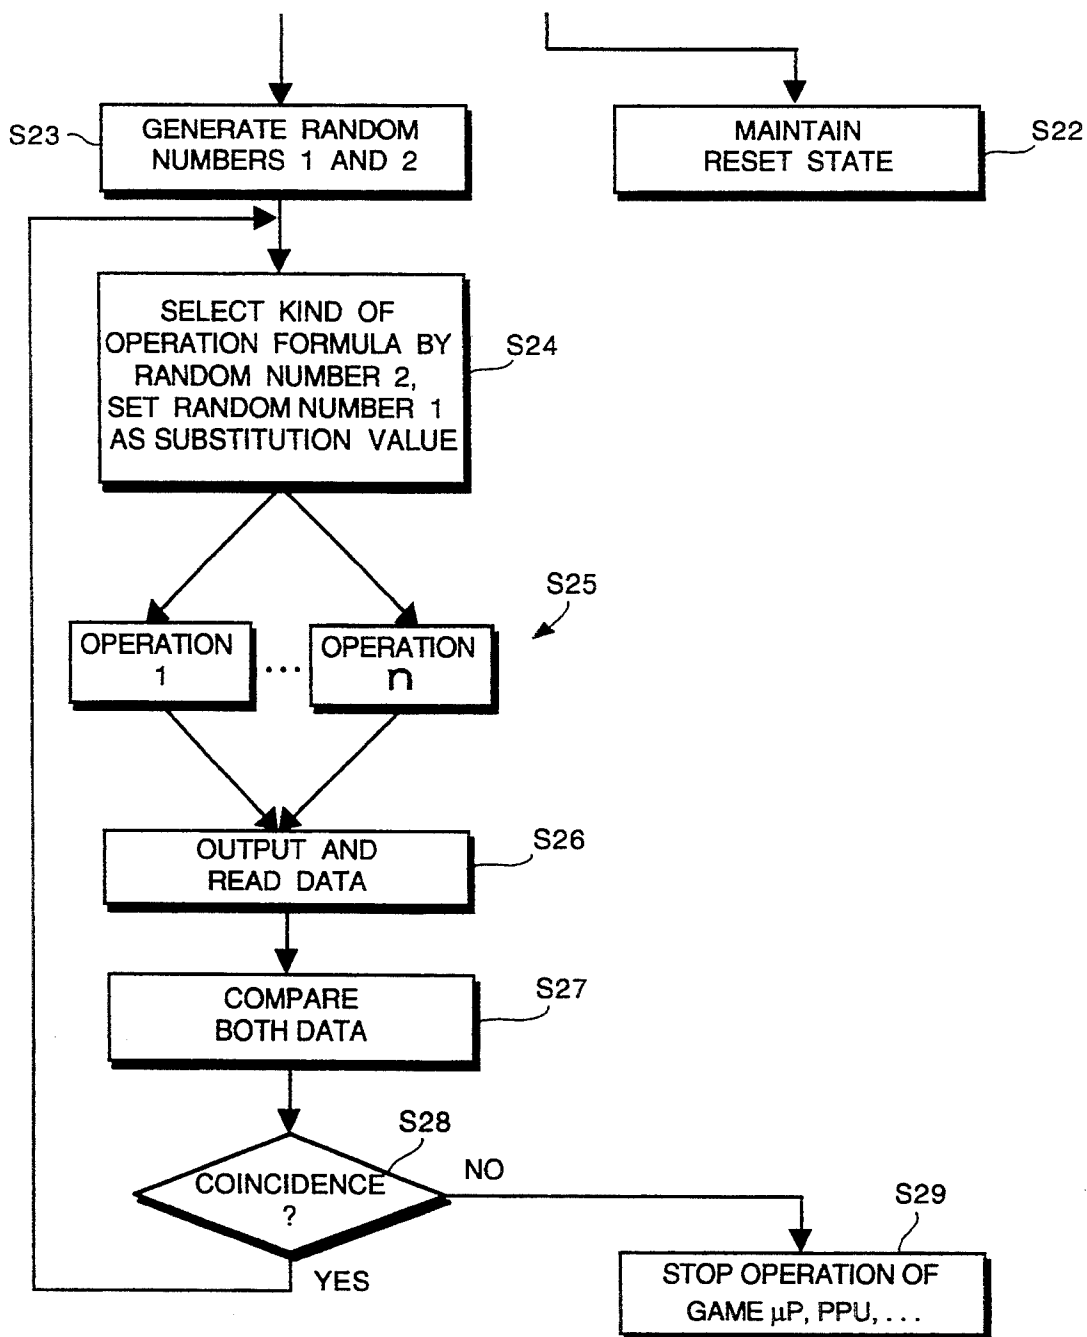 S23
GENERATE RANDOM
NUMBERS 1 AND 2
MAINTAIN
RESET STATE
S22
SELECT KIND OF
OPERATION FORMULA BY
RANDOM NUMBER 2,
SET RANDOM NUMBER 1
AS SUBSTITUTION VALUE
S24
S25
OPERATION
1
...
OPERATION
n
OUTPUT AND
READ DATA
S26
COMPARE
BOTH DATA
S27
S28
COINCIDENCE
?
NO
YES
S29
STOP OPERATION OF
GAME µP, PPU, . . .